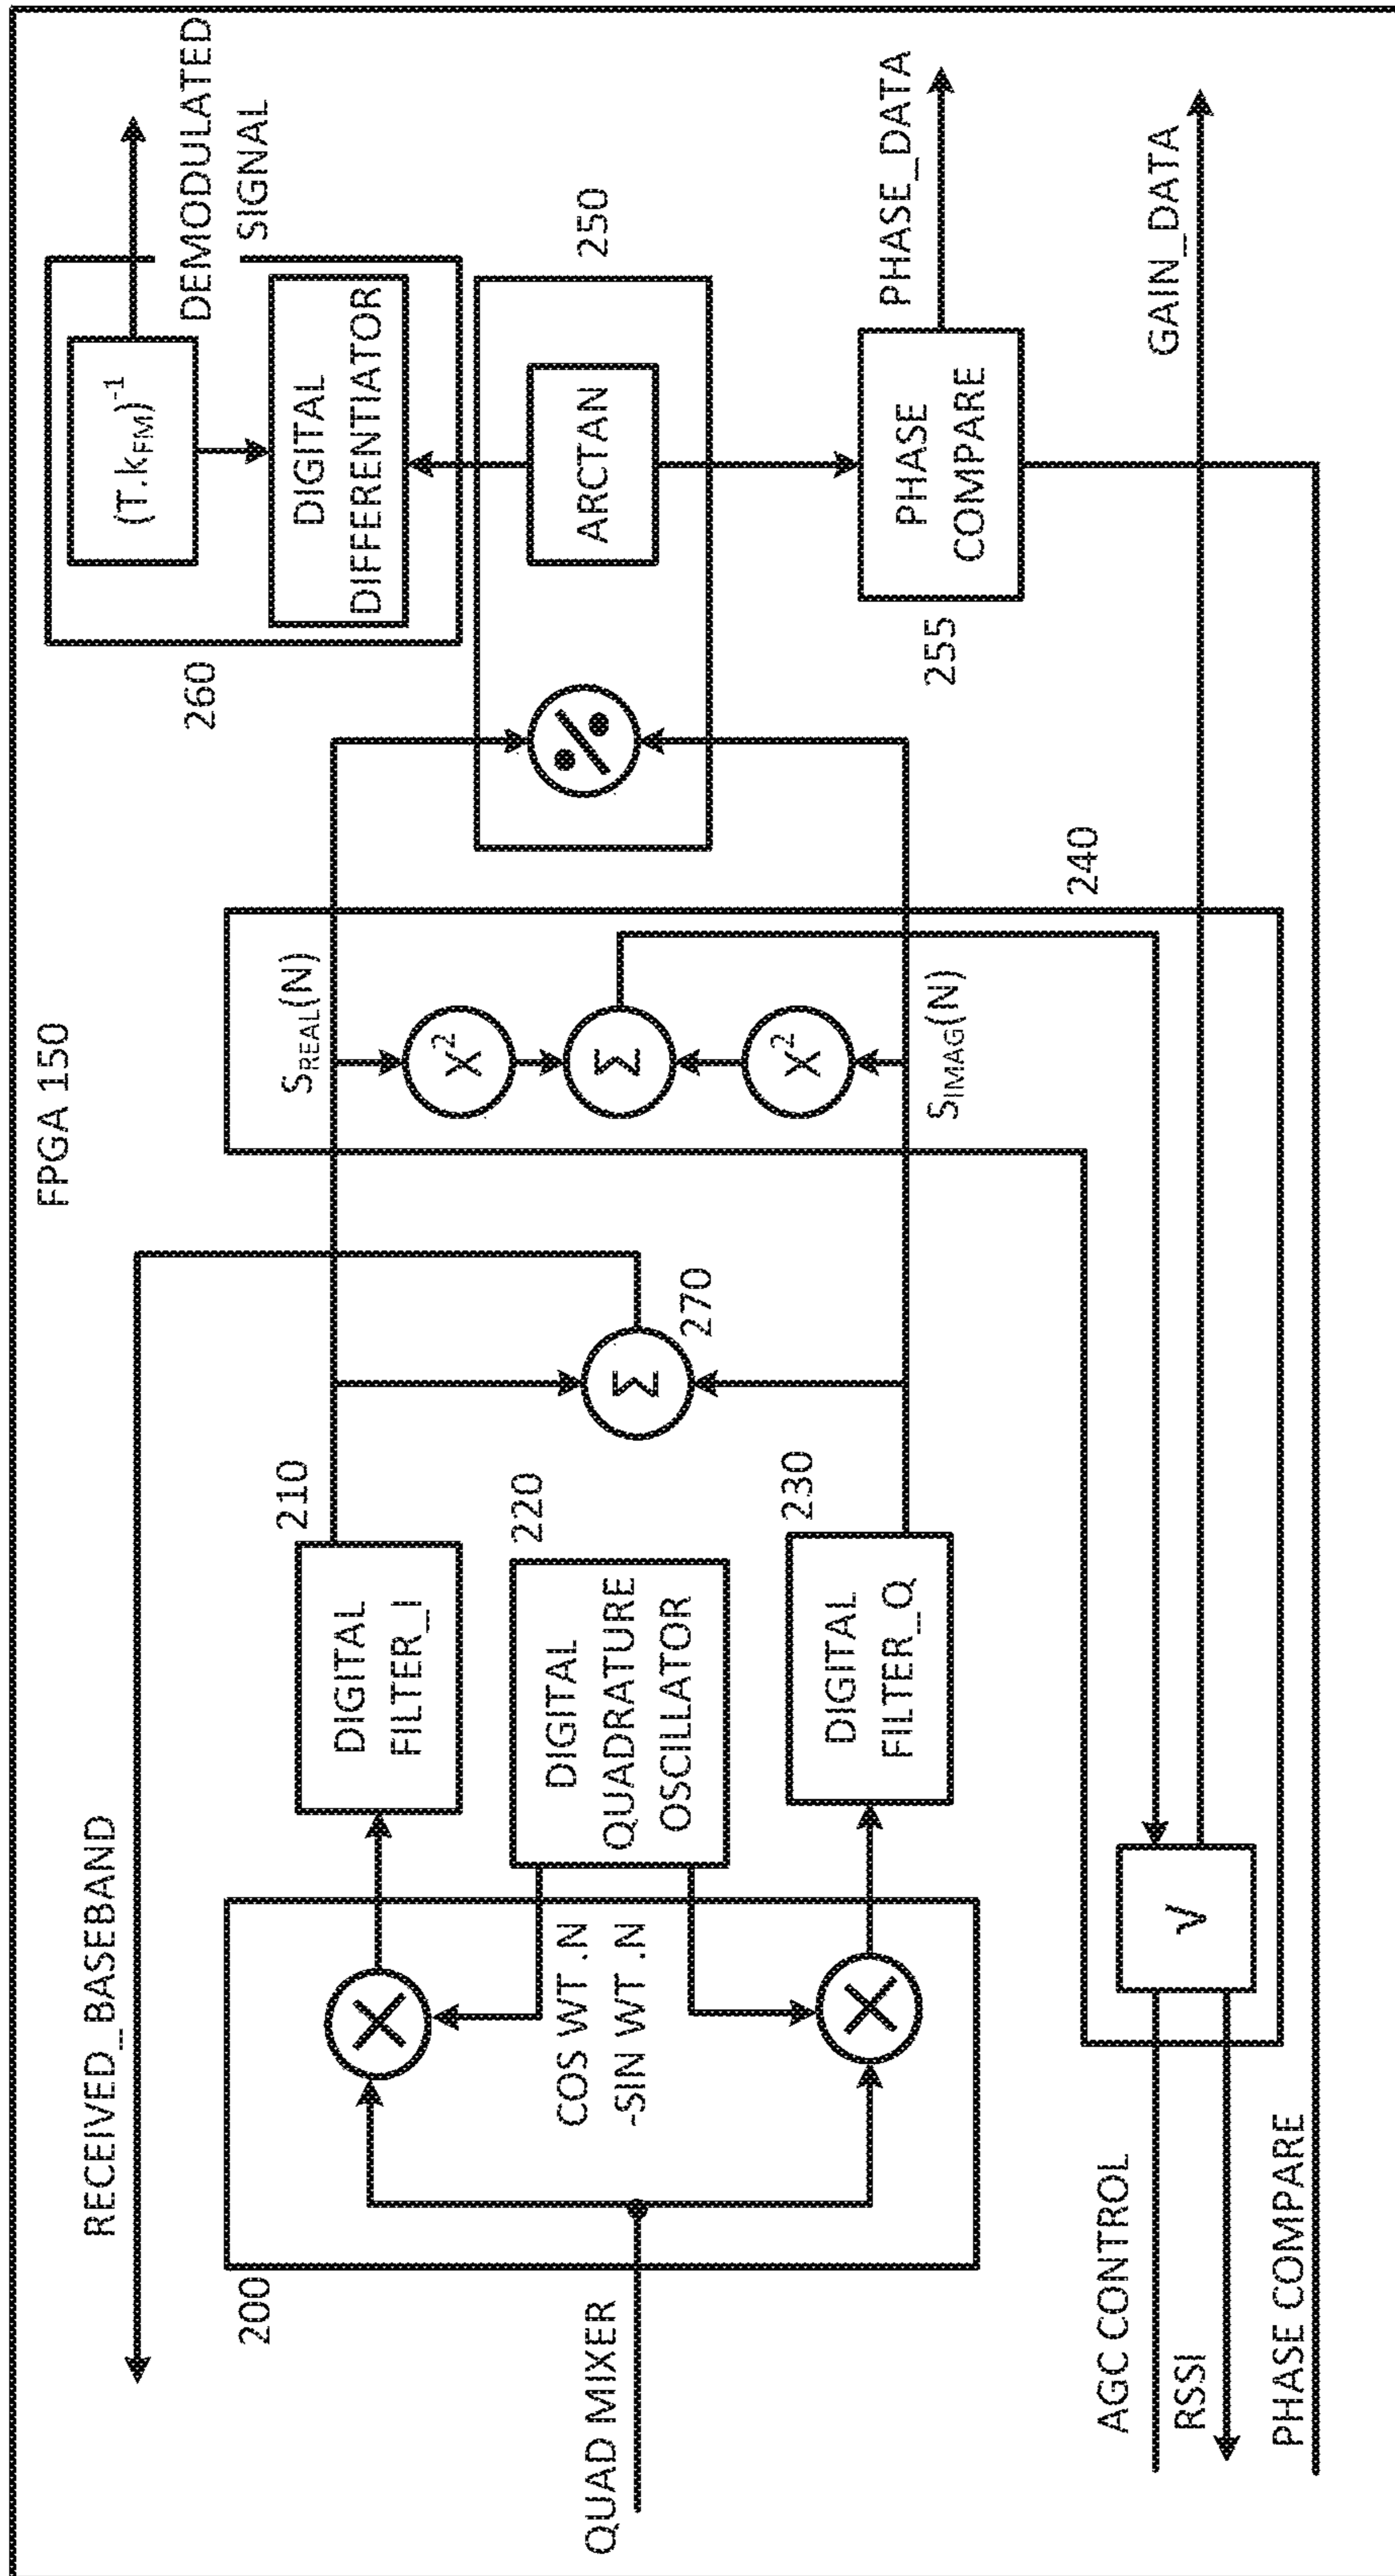 FPGA 150
RECEIVED_BASEBAND
200
QUAD MIXER
COS WT .N
-SIN WT .N
210
DIGITAL
FILTER_I
220
DIGITAL
QUADRATURE
OSCILLATOR
230
DIGITAL
FILTER_Q
Σ
270
SREAL(N)
X²
Σ
X²
SIMAG(N)
240
260
(T.kFM)⁻¹
DIGITAL
DIFFERENTIATOR
DEMODULATED
SIGNAL
250
ARCTAN
255
PHASE
COMPARE
PHASE_DATA
GAIN_DATA
√
AGC CONTROL
RSSI
PHASE COMPARE